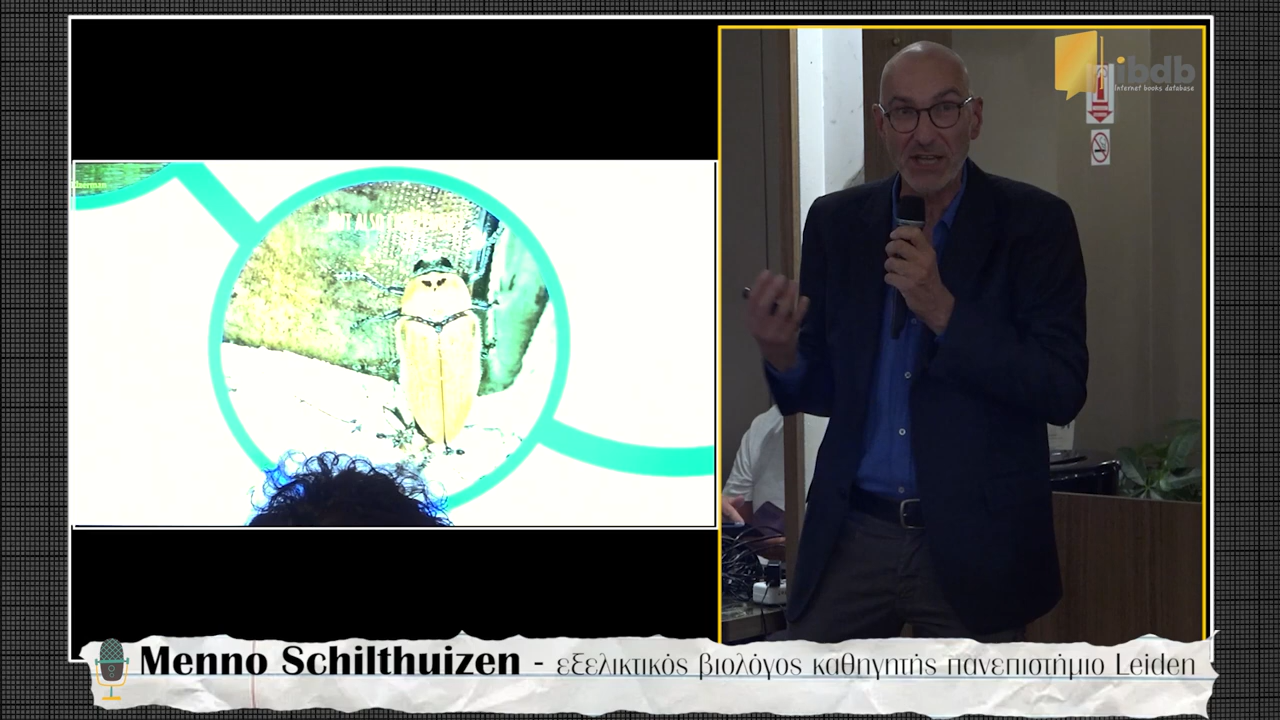 ibdb
Internet books database
Menno Schilthuizen - εξελικτικός βιολόγος καθηγητής πανεπιστήμιο Leiden